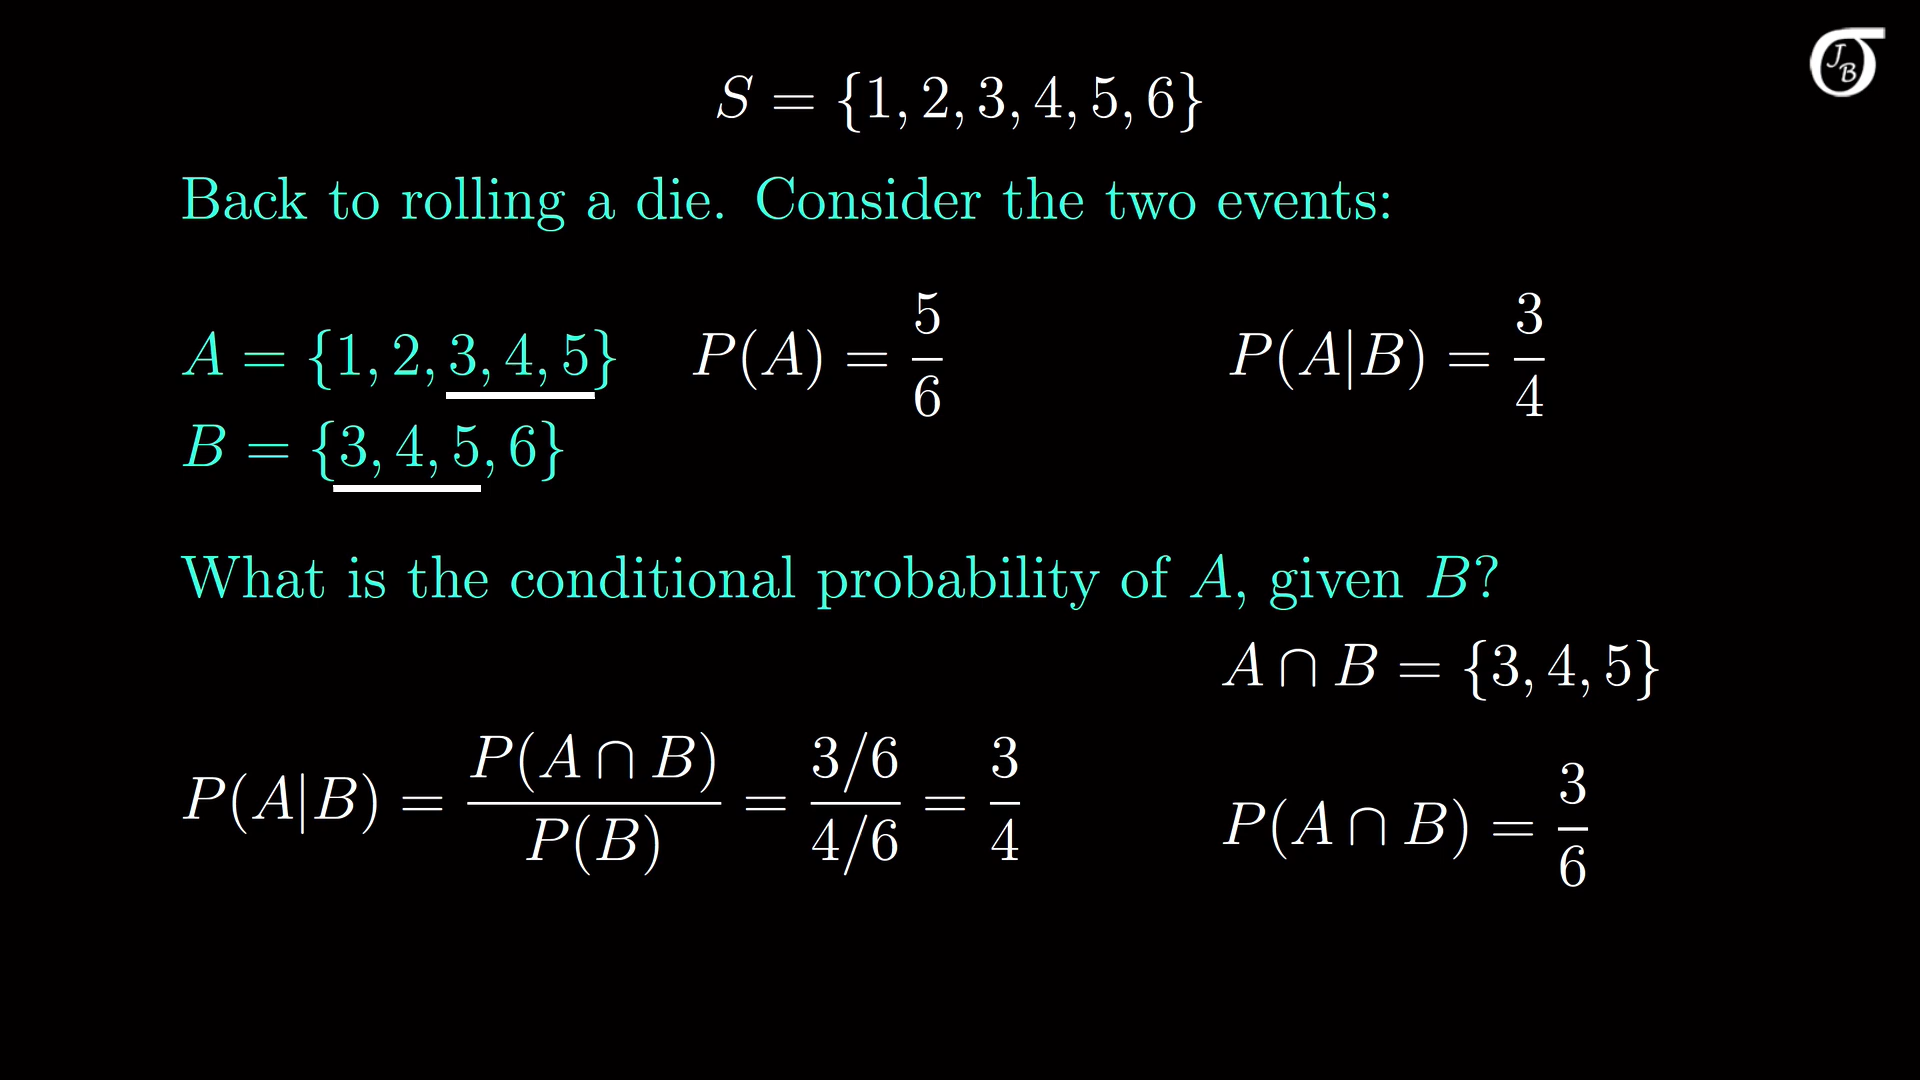 S = {1, 2, 3, 4, 5, 6}
JB
Back to rolling a die. Consider the two events:
A = {1, 2, 3, 4, 5} P(A) = 5/6 P(A|B) = 3/4
B = {3, 4, 5, 6}
What is the conditional probability of A, given B?
A ∩ B = {3, 4, 5}
P(A|B) = P(A ∩ B)/P(B) = 3/6 / 4/6 = 3/4 P(A ∩ B) = 3/6